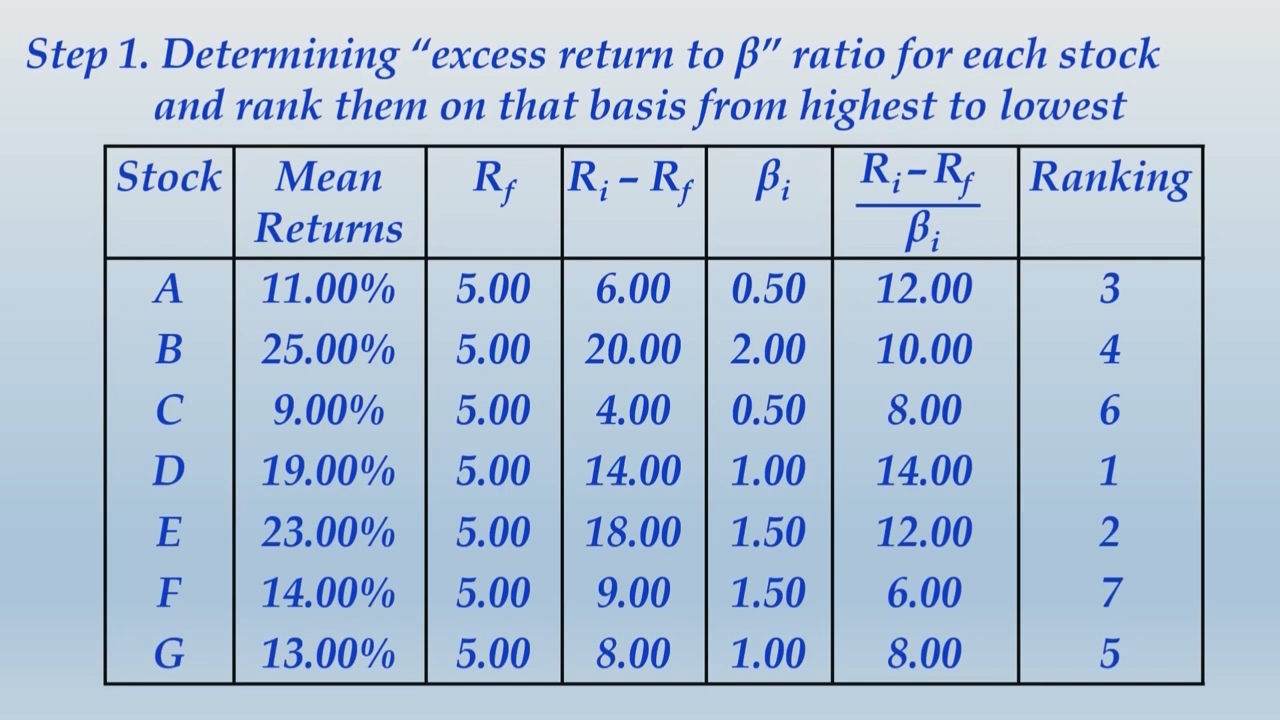 Step 1. Determining “excess return to β” ratio for each stock
and rank them on that basis from highest to lowest
Stock Mean Returns R_f R_i – R_f β_i R_i – R_f / β_i Ranking
A 11.00% 5.00 6.00 0.50 12.00 3
B 25.00% 5.00 20.00 2.00 10.00 4
C 9.00% 5.00 4.00 0.50 8.00 6
D 19.00% 5.00 14.00 1.00 14.00 1
E 23.00% 5.00 18.00 1.50 12.00 2
F 14.00% 5.00 9.00 1.50 6.00 7
G 13.00% 5.00 8.00 1.00 8.00 5